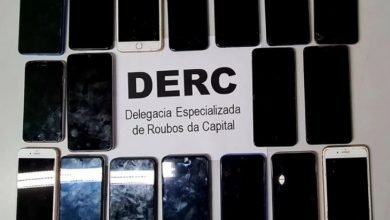 DERC
Delegacia Especializada
de Roubos da Capital